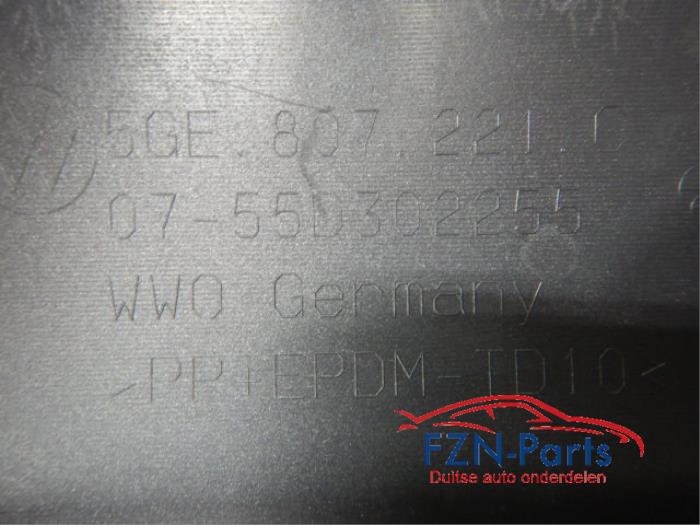 5GE.807.221.C
07-55D302255
WWO Germany
>PP+EPDM-TD10<
FZN-Parts
Duitse auto onderdelen